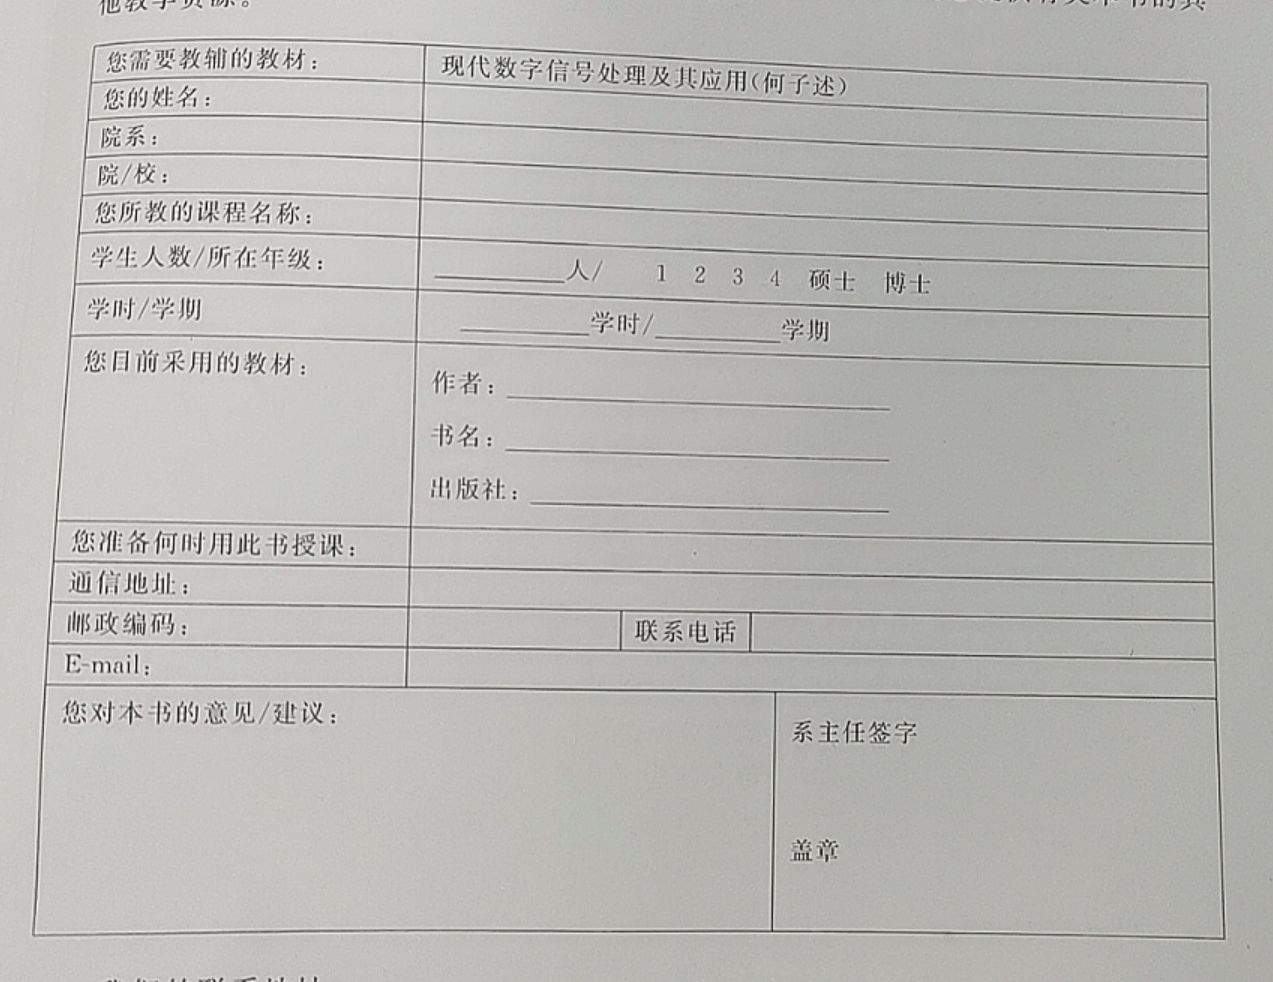 他教学资源。
您需要教辅的教材： 现代数字信号处理及其应用(何子述)
您的姓名：
院系：
院/校：
您所教的课程名称：
学生人数/所在年级： ________人/ 1 2 3 4 硕士 博士
学时/学期 ________学时/________学期
您目前采用的教材： 作者：________
书名：________
出版社：________
您准备何时用此书授课：
通信地址：
邮政编码： 联系电话
E-mail：
您对本书的意见/建议： 系主任签字
盖章